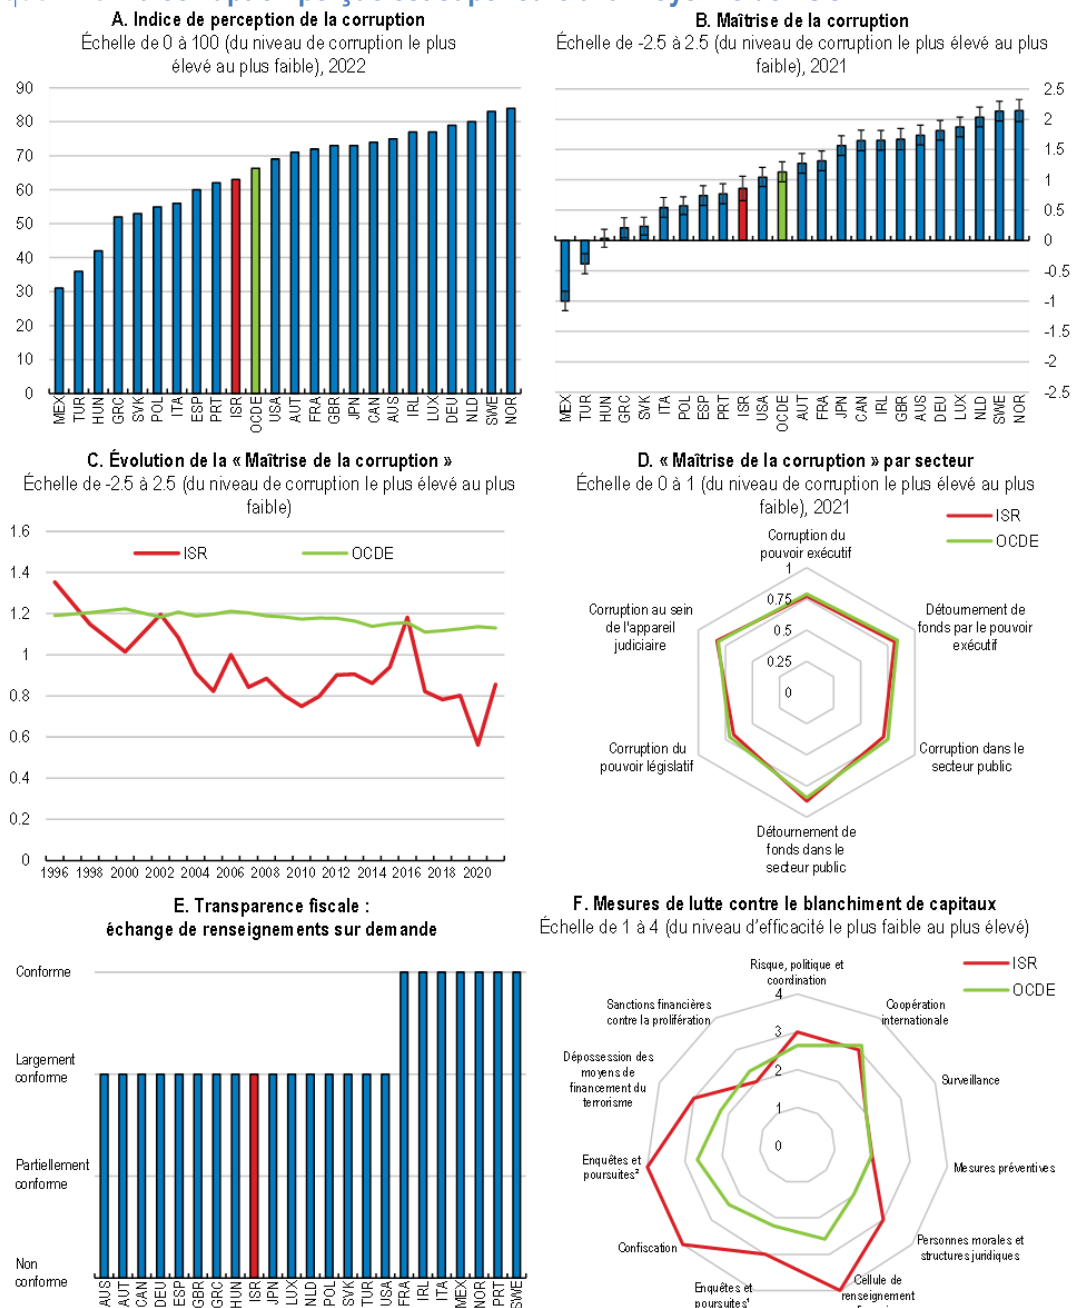 A. Indice de perception de la corruption
Échelle de 0 à 100 (du niveau de corruption le plus
élevé au plus faible), 2022
90
80
70
60
50
40
30
20
10
0
MEX TUR HUN GRC SVK POL ITA ESP PRT ISR OCDE USA AUT FRA GBR JPN CAN AUS IRL LUX DEU NLD SWE NOR
B. Maîtrise de la corruption
Échelle de -2.5 à 2.5 (du niveau de corruption le plus élevé au plus
faible), 2021
2.5
2
1.5
1
0.5
0
-0.5
-1
-1.5
-2
-2.5
MEX TUR HUN GRC SVK ITA POL ESP PRT ISR USA OCDE AUT FRA JPN CAN IRL GBR AUS DEU LUX NLD SWE NOR
C. Évolution de la « Maîtrise de la corruption »
Échelle de -2.5 à 2.5 (du niveau de corruption le plus élevé au plus
faible)
ISR
OCDE
1.6
1.4
1.2
1
0.8
0.6
0.4
0.2
0
1996 1998 2000 2002 2004 2006 2008 2010 2012 2014 2016 2018 2020
D. « Maîtrise de la corruption » par secteur
Échelle de 0 à 1 (du niveau de corruption le plus élevé au plus
faible), 2021
ISR
OCDE
Corruption du
pouvoir exécutif
1
0.75
0.5
0.25
0
Détournement de
fonds par le pouvoir
exécutif
Corruption dans le
secteur public
Détournement de
fonds dans le
secteur public
Corruption du
pouvoir législatif
Corruption au sein
de l'appareil
judiciaire
E. Transparence fiscale :
échange de renseignements sur demande
Conforme
Largement
conforme
Partiellement
conforme
Non
conforme
AUS AUT CAN DEU ESP GBR GRC HUN ISR JPN LUX NLD POL SVK TUR USA FRA IRL ITA MEX NOR PRT SWE
F. Mesures de lutte contre le blanchiment de capitaux
Échelle de 1 à 4 (du niveau d'efficacité le plus faible au plus élevé)
ISR
OCDE
Risque, politique et
coordination
4
3
2
1
0
Coopération
internationale
Surveillance
Mesures préventives
Personnes morales et
structures juridiques
Cellule de
renseignement
Enquêtes et
poursuites¹
Confiscation
Enquêtes et
poursuites²
Dépossession des
moyens de
financement du
terrorisme
Sanctions financières
contre la prolifération